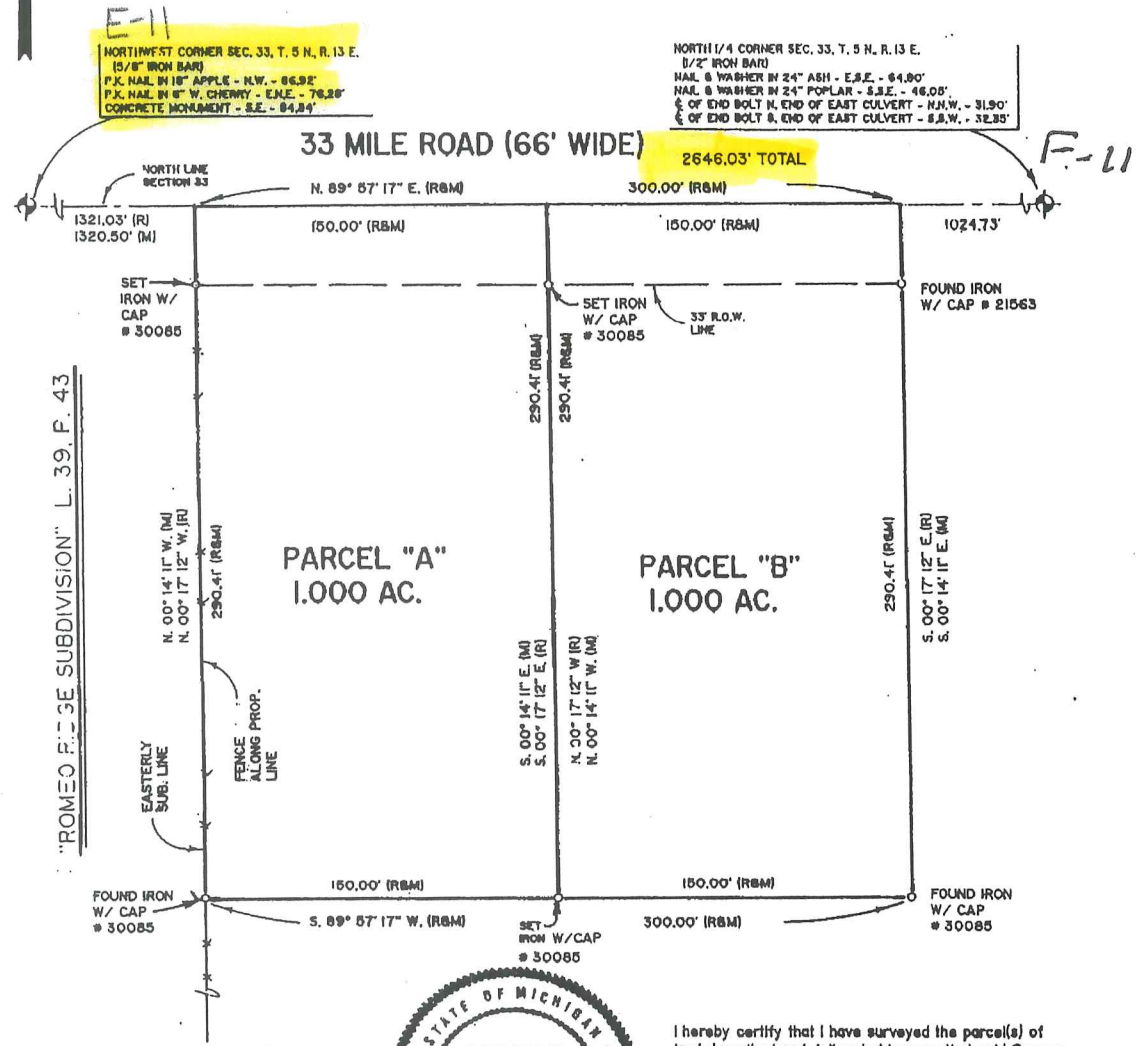 E-11
NORTHWEST CORNER SEC. 33, T. 5 N., R. 13 E.
(5/8" IRON BAR)
P.K. NAIL IN 18" APPLE - N.W. - 66.92'
P.K. NAIL IN 6" W. CHERRY - E.N.E. - 76.28'
CONCRETE MONUMENT - S.E. - 84.84'
NORTH 1/4 CORNER SEC. 33, T. 5 N., R. 13 E.
(1/2" IRON BAR)
NAIL & WASHER IN 24" ASH - E.S.E. - 64.80'
NAIL & WASHER IN 24" POPLAR - S.S.E. - 46.05'
℄ OF END BOLT N. END OF EAST CULVERT - N.N.W. - 31.90'
℄ OF END BOLT S. END OF EAST CULVERT - S.S.W. - 32.35'
33 MILE ROAD (66' WIDE)
2646.03' TOTAL
F-11
NORTH LINE
SECTION 33
N. 89° 57' 17" E. (R&M)
300.00' (R&M)
1321.03' (R)
1320.50' (M)
150.00' (R&M)
150.00' (R&M)
1024.73'
SET
IRON W/
CAP
# 30085
SET IRON
W/ CAP
# 30085
33' R.O.W.
LINE
FOUND IRON
W/ CAP # 21563
290.41' (R&M)
290.41' (R&M)
"ROMEO RIDGE SUBDIVISION" L. 39, P. 43
N. 00° 14' 11" W. (M)
N. 00° 17' 12" W. (R)
290.41' (R&M)
PARCEL "A"
1.000 AC.
PARCEL "B"
1.000 AC.
290.41' (R&M)
S. 00° 17' 12" E. (R)
S. 00° 14' 11" E. (M)
S. 00° 14' 11" E. (M)
S. 00° 17' 12" E. (R)
N. 00° 17' 12" W (R)
N. 00° 14' 11" W. (M)
EASTERLY
SUB. LINE
FENCE
ALONG PROP.
LINE
FOUND IRON
W/ CAP
# 30085
150.00' (R&M)
150.00' (R&M)
S. 89° 57' 17" W. (R&M)
300.00' (R&M)
SET
IRON W/CAP
# 30085
FOUND IRON
W/ CAP
# 30085
STATE OF MICHIGAN
I hereby certify that I have surveyed the parcel(s) of